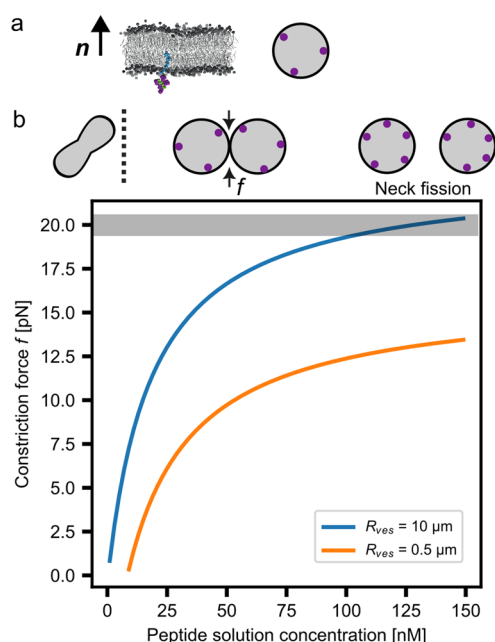 a
n
b
f
Neck fission
Constriction force f [pN]
20.0
17.5
15.0
12.5
10.0
7.5
5.0
2.5
0.0
R_ves = 10 µm
R_ves = 0.5 µm
0 25 50 75 100 125 150
Peptide solution concentration [nM]